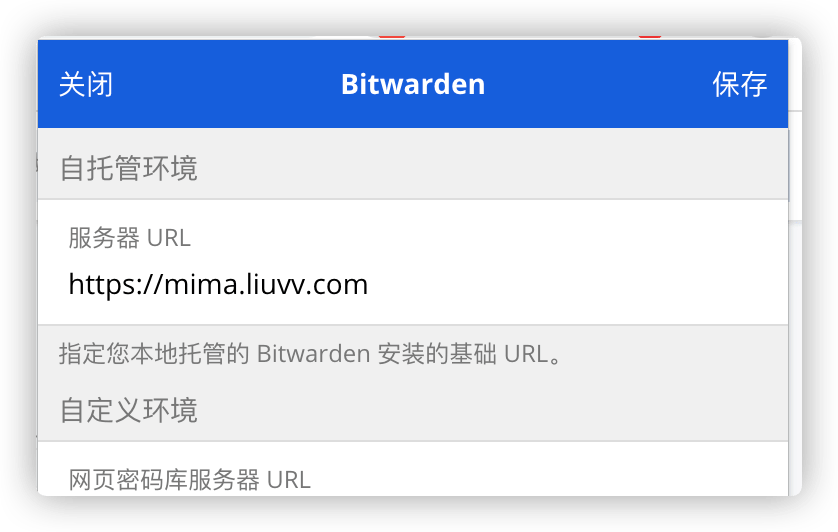 关闭 Bitwarden 保存
自托管环境
服务器 URL
https://mima.liuvv.com
指定您本地托管的 Bitwarden 安装的基础 URL。
自定义环境
网页密码库服务器 URL